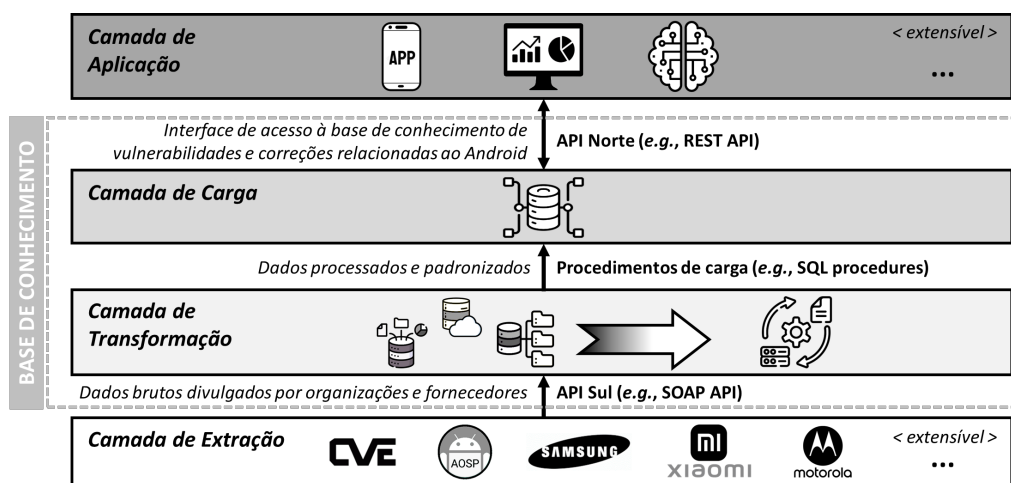 Camada de
Aplicação
APP
< extensível >
...
Interface de acesso à base de conhecimento de
vulnerabilidades e correções relacionadas ao Android
API Norte (e.g., REST API)
BASE DE CONHECIMENTO
Camada de Carga
Dados processados e padronizados
Procedimentos de carga (e.g., SQL procedures)
Camada de
Transformação
Dados brutos divulgados por organizações e fornecedores
API Sul (e.g., SOAP API)
Camada de Extração
CVE
AOSP
SAMSUNG
mi
xiaomi
motorola
< extensível >
...